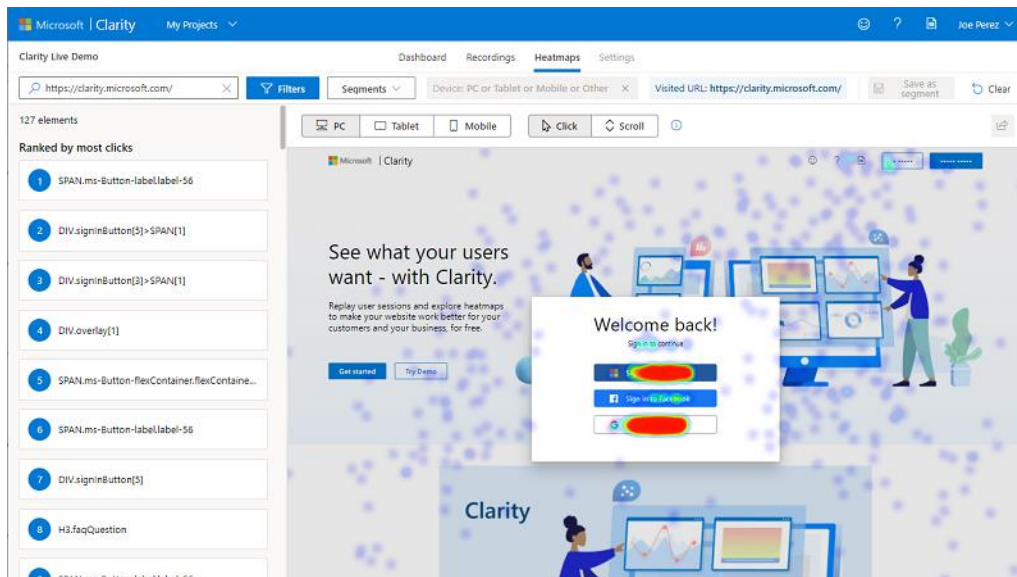 Microsoft | Clarity My Projects
? Joe Perez
Clarity Live Demo Dashboard Recordings Heatmaps Settings
https://clarity.microsoft.com/ Filters Segments Device: PC or Tablet or Mobile or Other Visited URL: https://clarity.microsoft.com/ Save as segment Clear
127 elements
PC Tablet Mobile Click Scroll
Ranked by most clicks
1 SPAN.ms-Button-label.label-56
2 DIV.signinButton[5]>SPAN[1]
3 DIV.signinButton[3]>SPAN[1]
4 DIV.overlay[1]
5 SPAN.ms-Button-flexContainer.flexContaine...
6 SPAN.ms-Button-label.label-56
7 DIV.signinButton[5]
8 H3.faqQuestion
Microsoft | Clarity
?
See what your users
want - with Clarity.
Replay user sessions and explore heatmaps
to make your website work better for your
customers and your business, for free.
Get started Try Demo
Welcome back!
Sign in to continue
Sign in to Facebook
Clarity